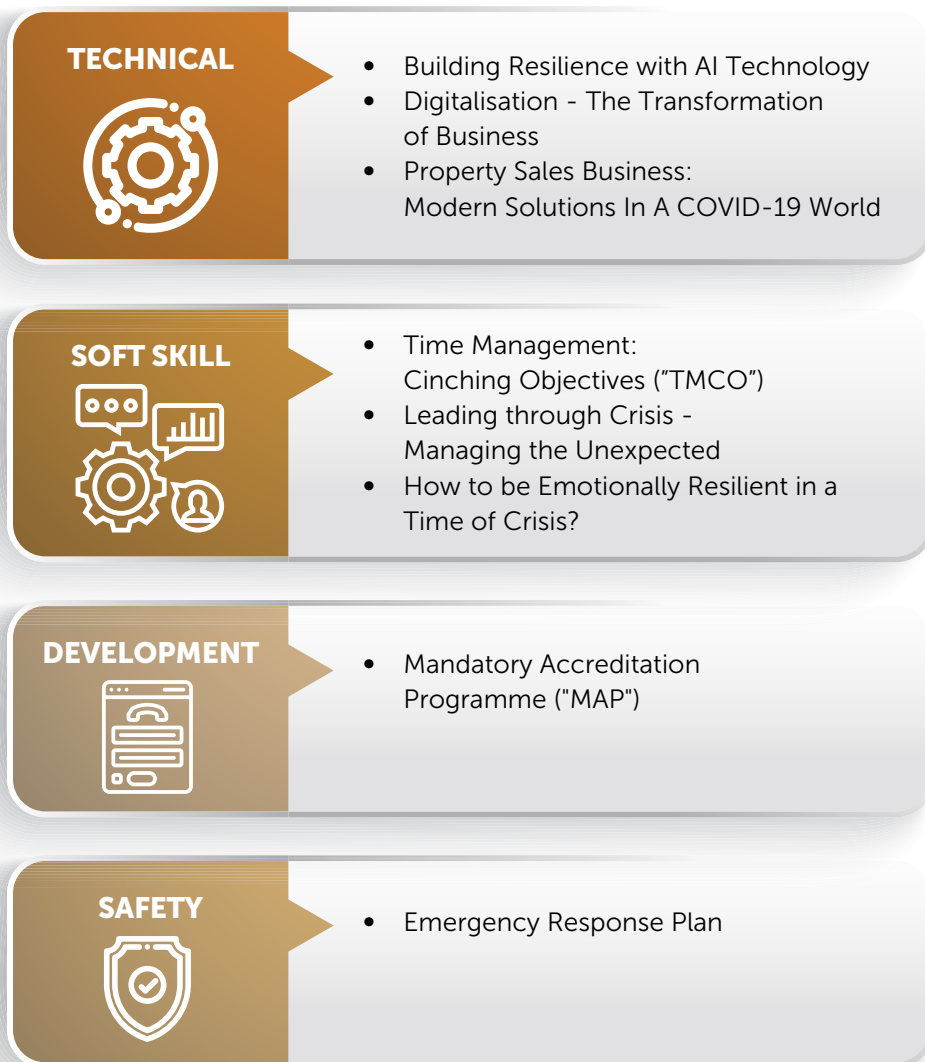 TECHNICAL
• Building Resilience with AI Technology
• Digitalisation - The Transformation
of Business
• Property Sales Business:
Modern Solutions In A COVID-19 World
SOFT SKILL
• Time Management:
Cinching Objectives ("TMCO")
• Leading through Crisis -
Managing the Unexpected
• How to be Emotionally Resilient in a
Time of Crisis?
DEVELOPMENT
• Mandatory Accreditation
Programme ("MAP")
SAFETY
• Emergency Response Plan